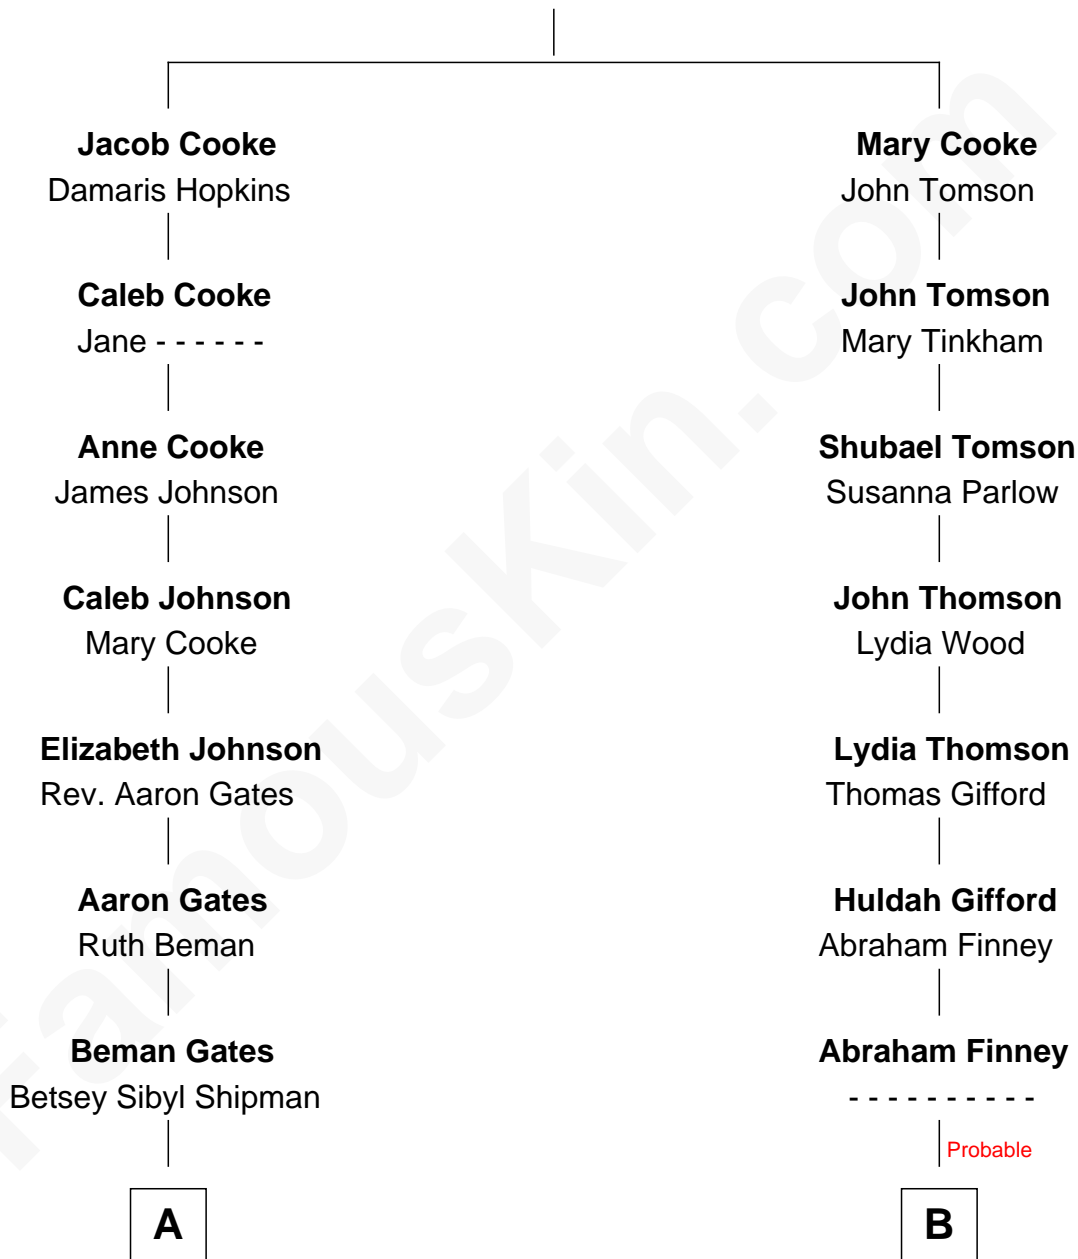 Jacob Cooke
Damaris Hopkins
Mary Cooke
John Tomson
Caleb Cooke
Jane - - - - - -
John Tomson
Mary Tinkham
Anne Cooke
James Johnson
Shubael Tomson
Susanna Parlow
Caleb Johnson
Mary Cooke
John Thomson
Lydia Wood
Elizabeth Johnson
Rev. Aaron Gates
Lydia Thomson
Thomas Gifford
Aaron Gates
Ruth Beman
Huldah Gifford
Abraham Finney
Beman Gates
Betsey Sibyl Shipman
Abraham Finney
- - - - - - - - - -
Probable
A
B
FamousKin.com